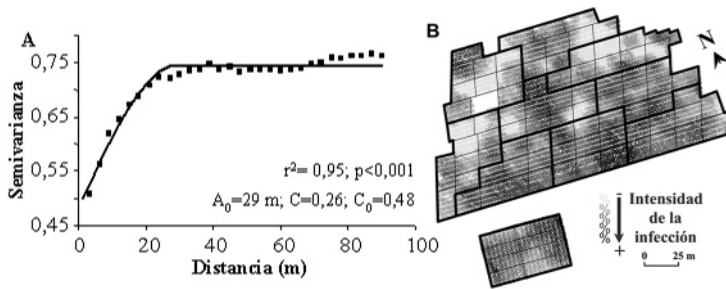 A
Semivarianza
0,75
0,65
0,55
0,45
0
20
40
60
80
100
Distancia (m)
r²= 0,95; p<0,001
A₀=29 m; C=0,26; C₀=0,48
B
N
% % % % %
-
+
Intensidad
de la
infección
0 25 m